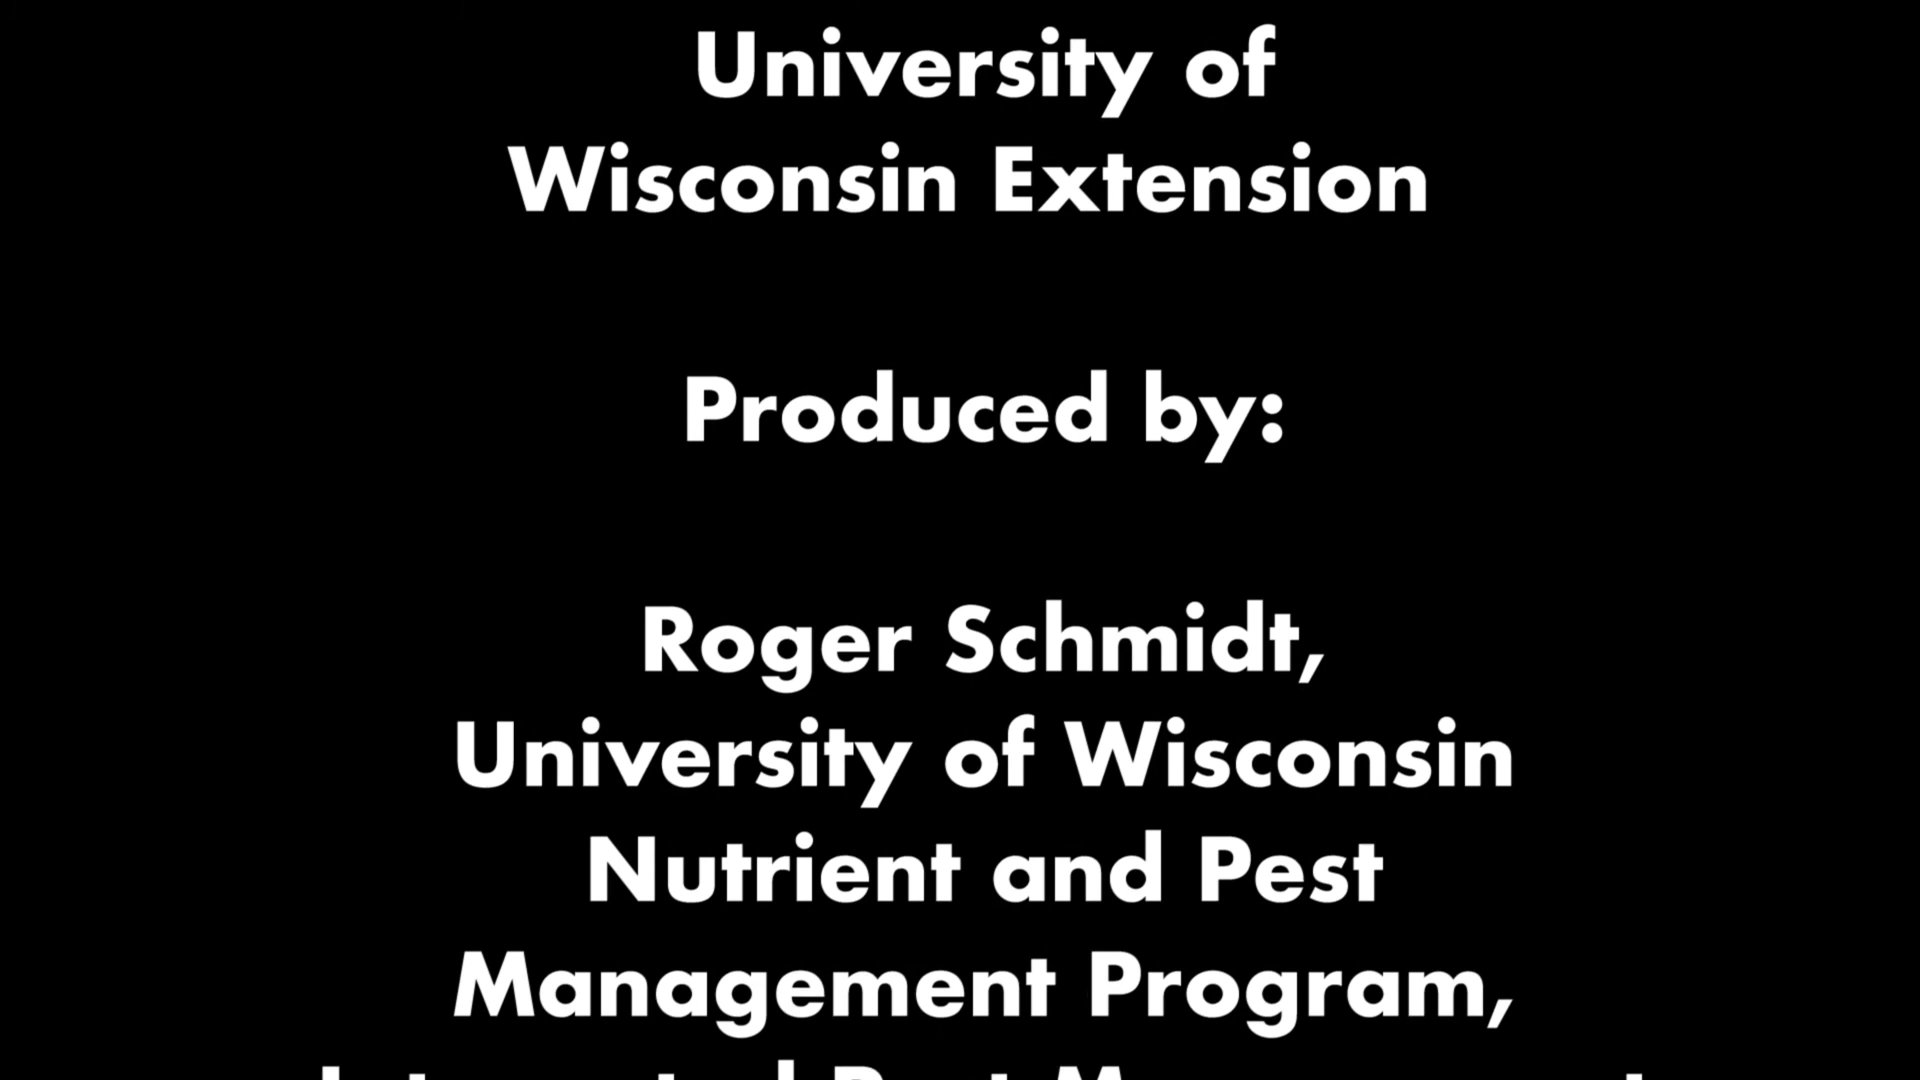 University of
Wisconsin Extension
Produced by:
Roger Schmidt,
University of Wisconsin
Nutrient and Pest
Management Program,